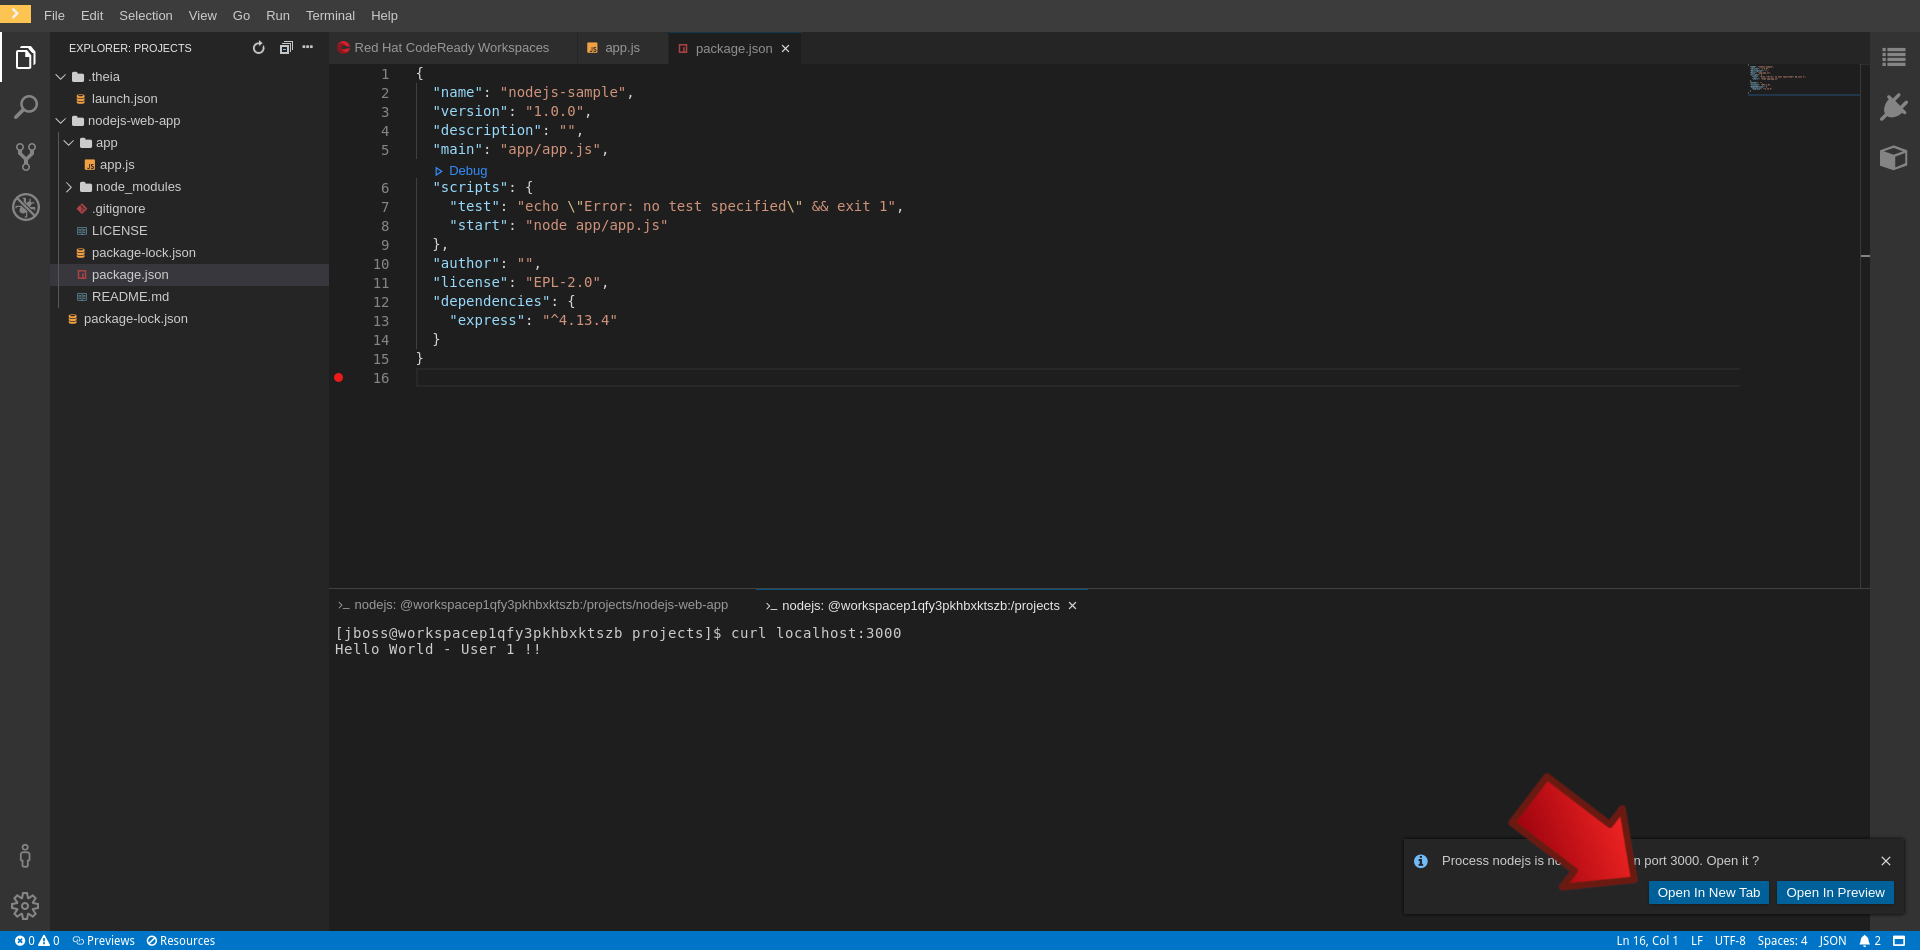 File Edit Selection View Go Run Terminal Help
EXPLORER: PROJECTS
.theia
launch.json
nodejs-web-app
app
app.js
node_modules
.gitignore
LICENSE
package-lock.json
package.json
README.md
package-lock.json
Red Hat CodeReady Workspaces app.js package.json
1 {
2 "name": "nodejs-sample",
3 "version": "1.0.0",
4 "description": "",
5 "main": "app/app.js",
Debug
6 "scripts": {
7 "test": "echo \"Error: no test specified\" && exit 1",
8 "start": "node app/app.js"
9 },
10 "author": "",
11 "license": "EPL-2.0",
12 "dependencies": {
13 "express": "^4.13.4"
14 }
15 }
16
nodejs: @workspacep1qfy3pkhbxktszb:/projects/nodejs-web-app nodejs: @workspacep1qfy3pkhbxktszb:/projects
[jboss@workspacep1qfy3pkhbxktszb projects]$ curl localhost:3000
Hello World - User 1 !!
Process nodejs is port 3000. Open it ?
Open In New Tab Open In Preview
0 0 Previews Resources Ln 16, Col 1 LF UTF-8 Spaces: 4 JSON 2